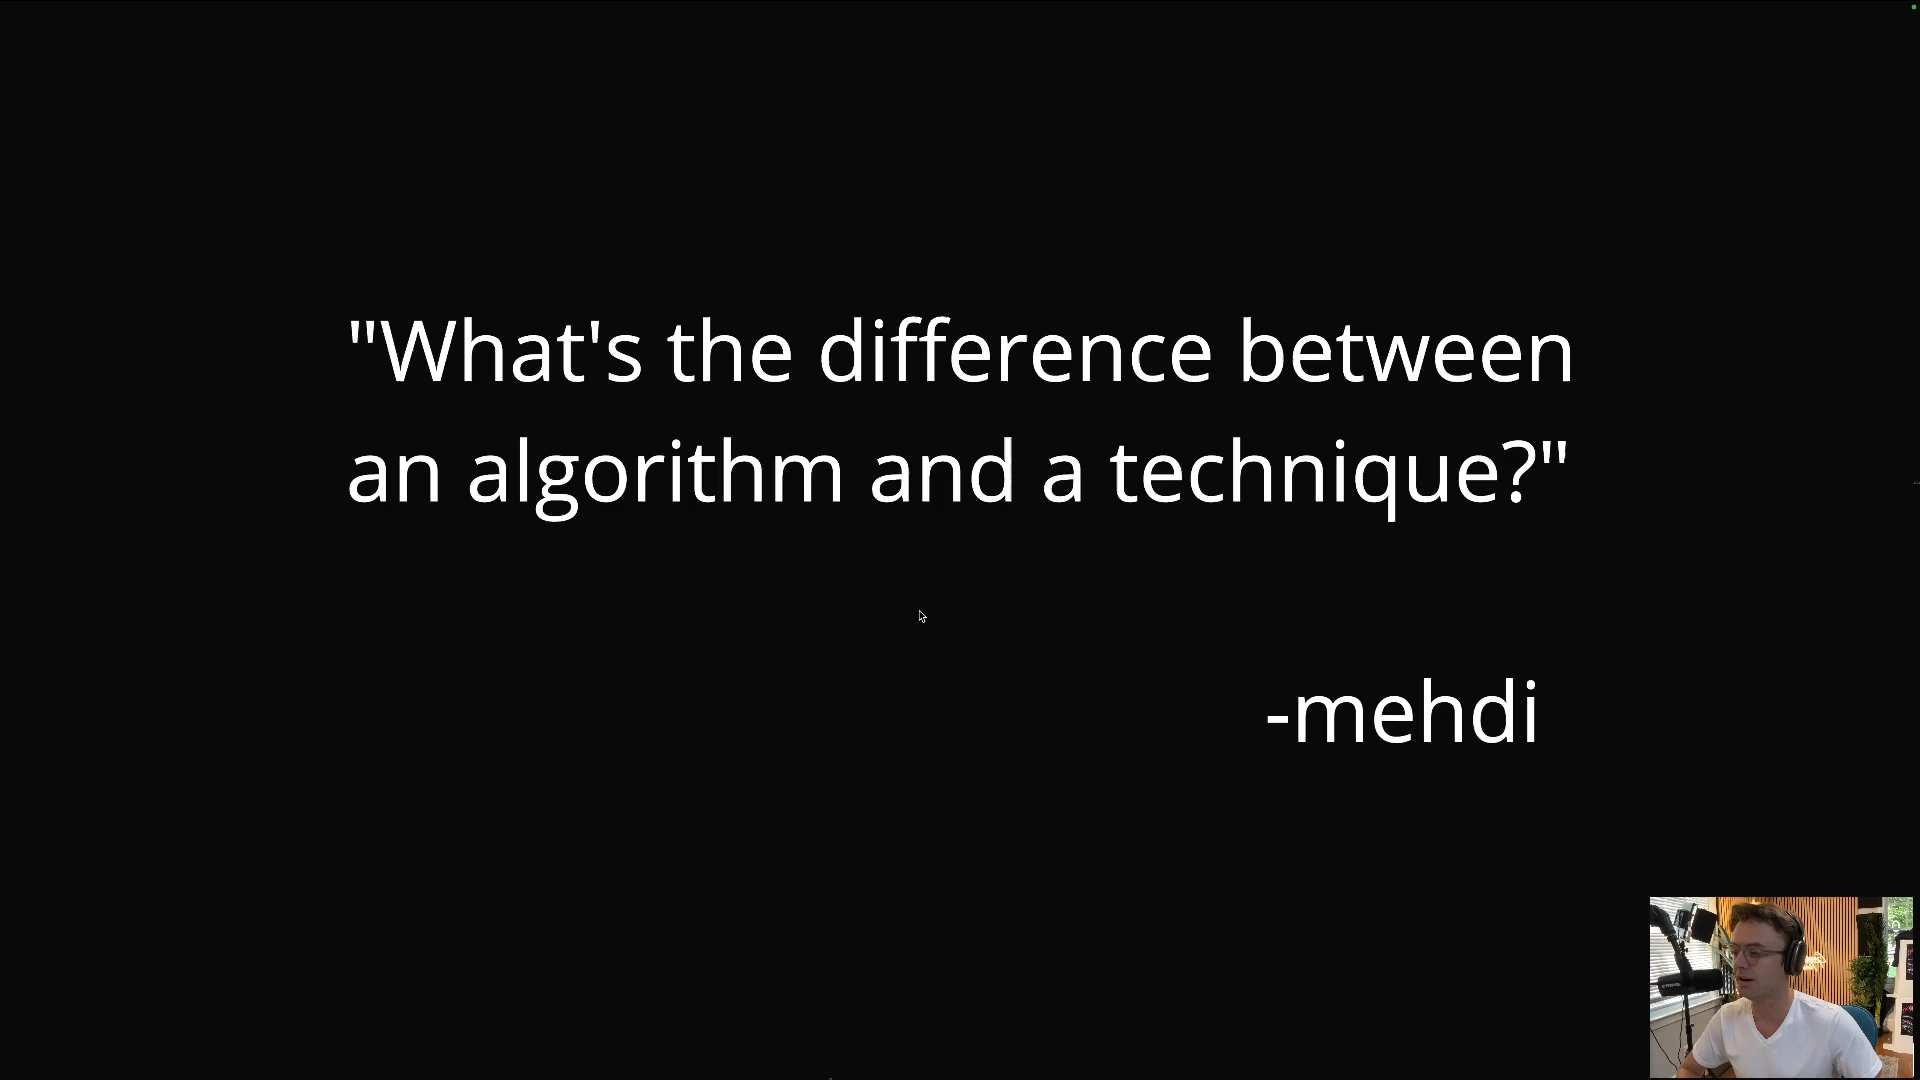 "What's the difference between
an algorithm and a technique?"
-mehdi